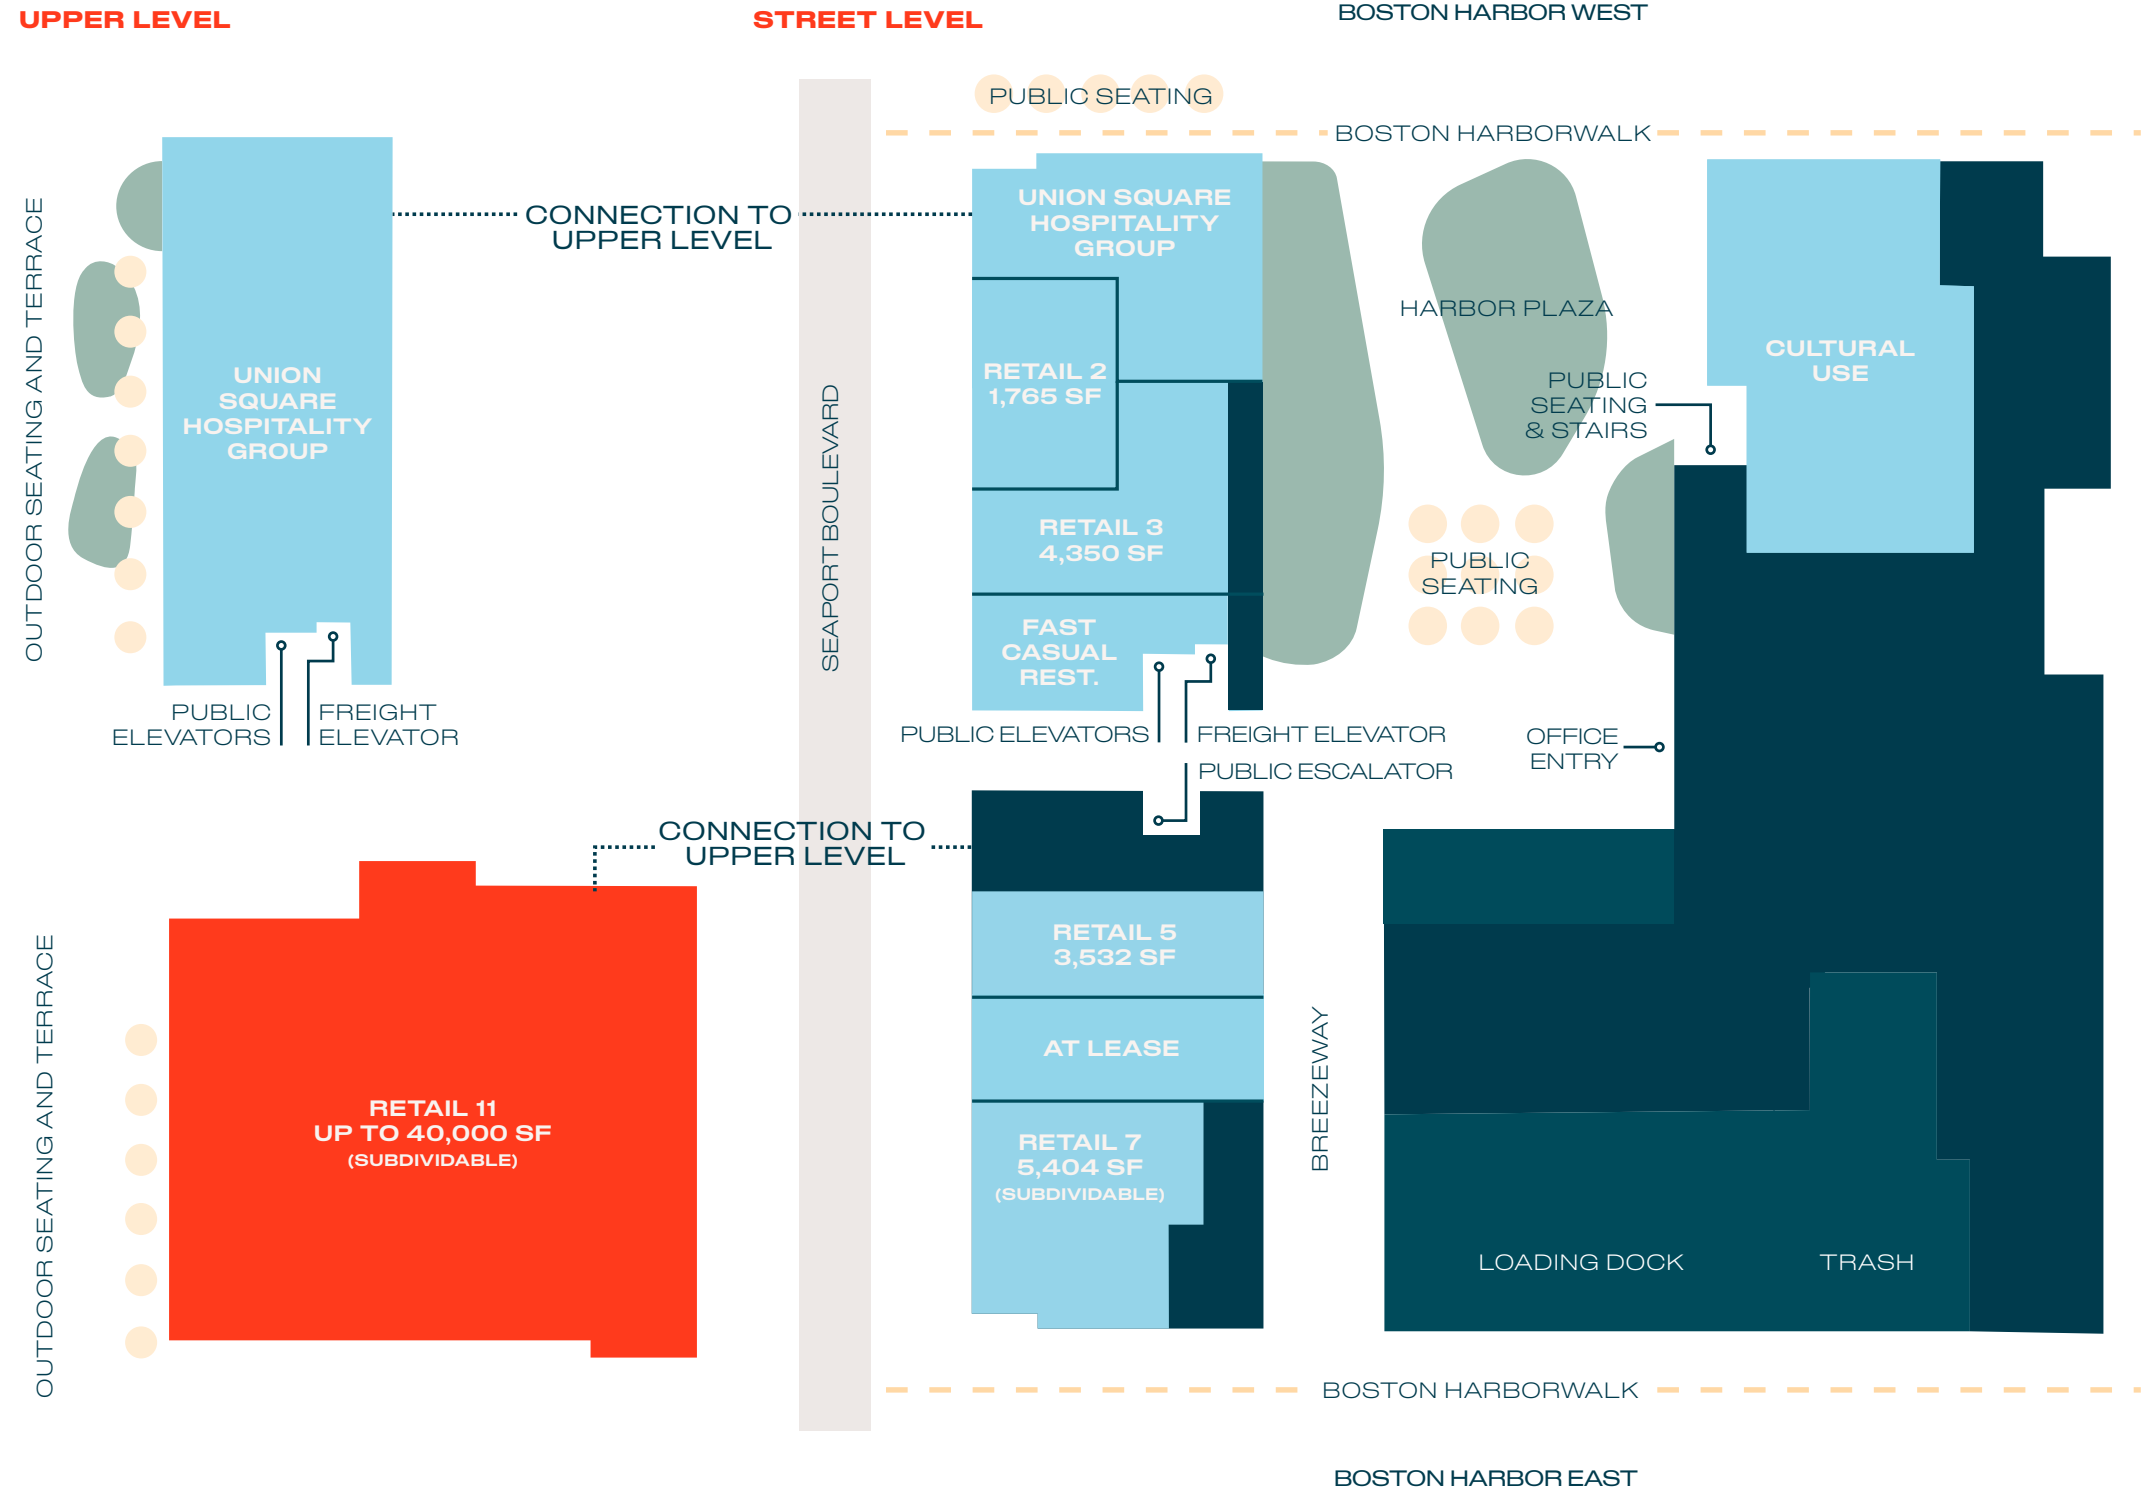 UPPER LEVEL
STREET LEVEL
BOSTON HARBOR WEST
PUBLIC SEATING
BOSTON HARBORWALK
OUTDOOR SEATING AND TERRACE
UNION
SQUARE
HOSPITALITY
GROUP
CONNECTION TO
UPPER LEVEL
SEAPORT BOULEVARD
UNION SQUARE
HOSPITALITY
GROUP
RETAIL 2
1,765 SF
RETAIL 3
4,350 SF
FAST
CASUAL
REST.
HARBOR PLAZA
PUBLIC
SEATING
& STAIRS
CULTURAL
USE
PUBLIC
SEATING
PUBLIC
ELEVATORS
FREIGHT
ELEVATOR
PUBLIC ELEVATORS
FREIGHT ELEVATOR
PUBLIC ESCALATOR
OFFICE
ENTRY
CONNECTION TO
UPPER LEVEL
OUTDOOR SEATING AND TERRACE
RETAIL 11
UP TO 40,000 SF
(SUBDIVIDABLE)
RETAIL 5
3,532 SF
AT LEASE
RETAIL 7
5,404 SF
(SUBDIVIDABLE)
BREEZEWAY
LOADING DOCK
TRASH
BOSTON HARBORWALK
BOSTON HARBOR EAST